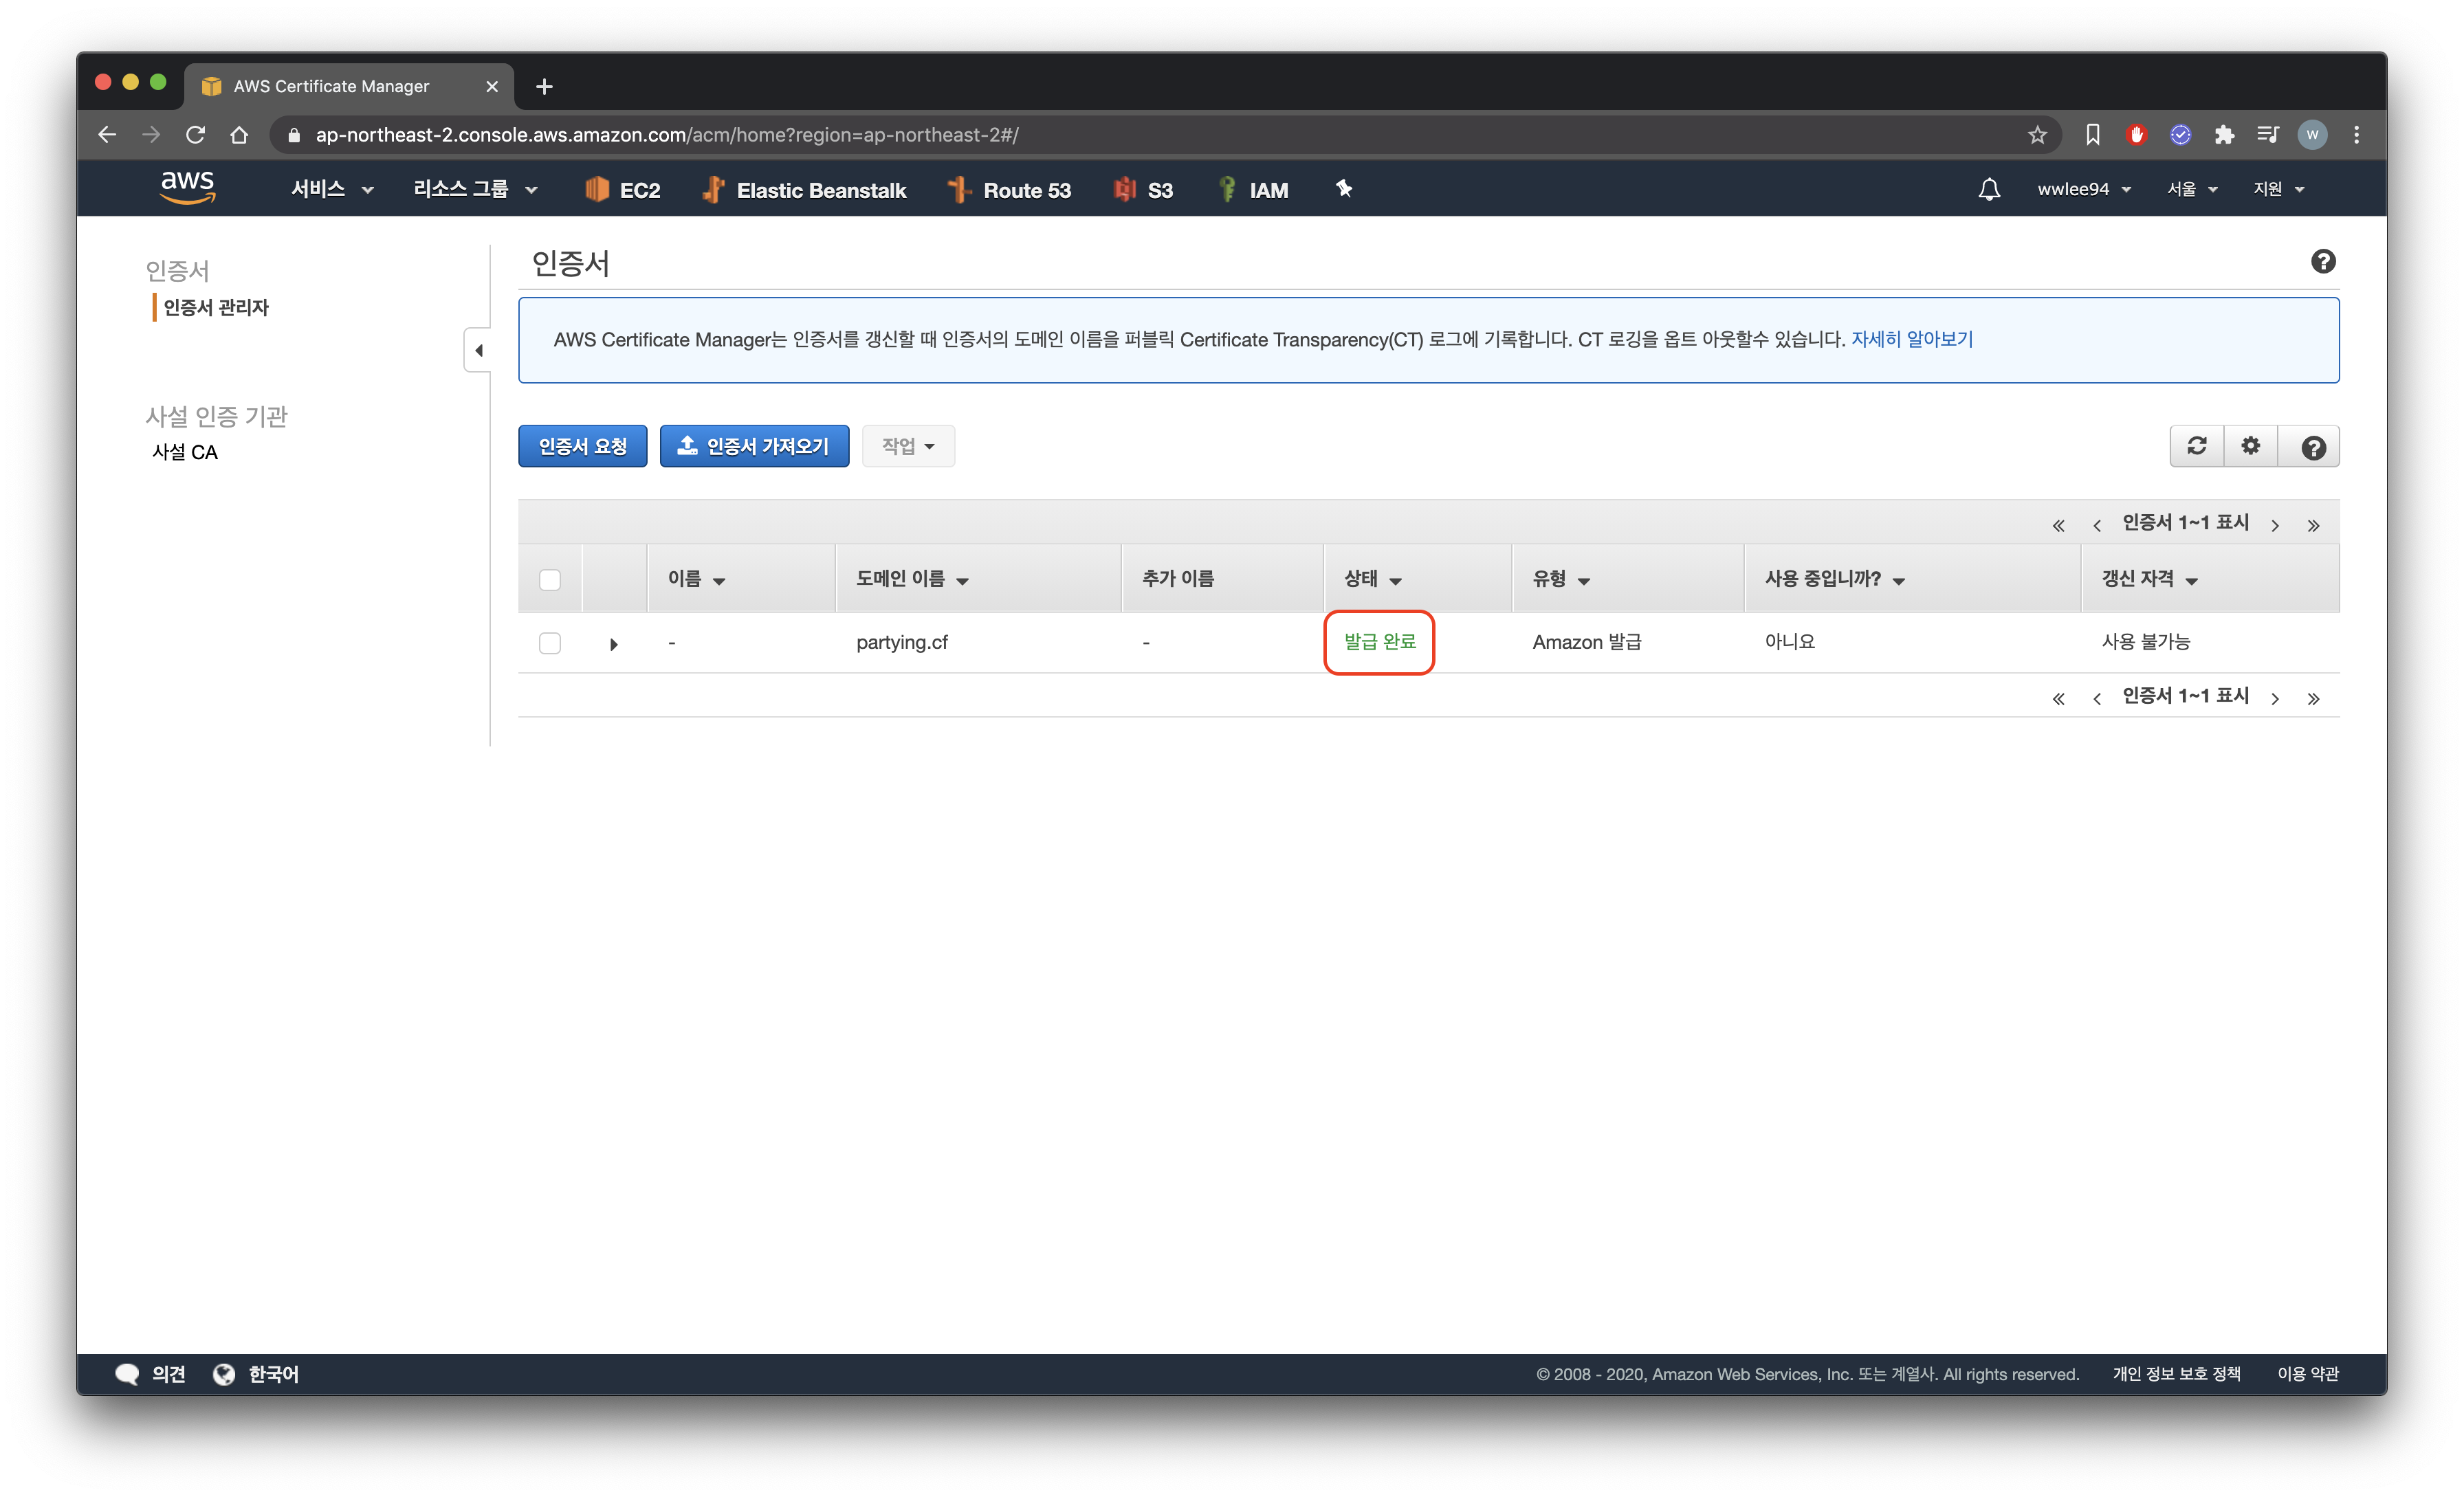 AWS Certificate Manager
ap-northeast-2.console.aws.amazon.com/acm/home?region=ap-northeast-2#/
W
aws 서비스 리소스 그룹 EC2 Elastic Beanstalk Route 53 S3 IAM wwlee94 서울 지원
인증서
인증서 관리자
사설 인증 기관
사설 CA
인증서
AWS Certificate Manager는 인증서를 갱신할 때 인증서의 도메인 이름을 퍼블릭 Certificate Transparency(CT) 로그에 기록합니다. CT 로깅을 옵트 아웃할수 있습니다. 자세히 알아보기
인증서 요청 인증서 가져오기 작업
« ‹ 인증서 1~1 표시 › »
이름 도메인 이름 추가 이름 상태 유형 사용 중입니까? 갱신 자격
- partying.cf - 발급 완료 Amazon 발급 아니요 사용 불가능
« ‹ 인증서 1~1 표시 › »
의견 한국어 © 2008 - 2020, Amazon Web Services, Inc. 또는 계열사. All rights reserved. 개인 정보 보호 정책 이용 약관